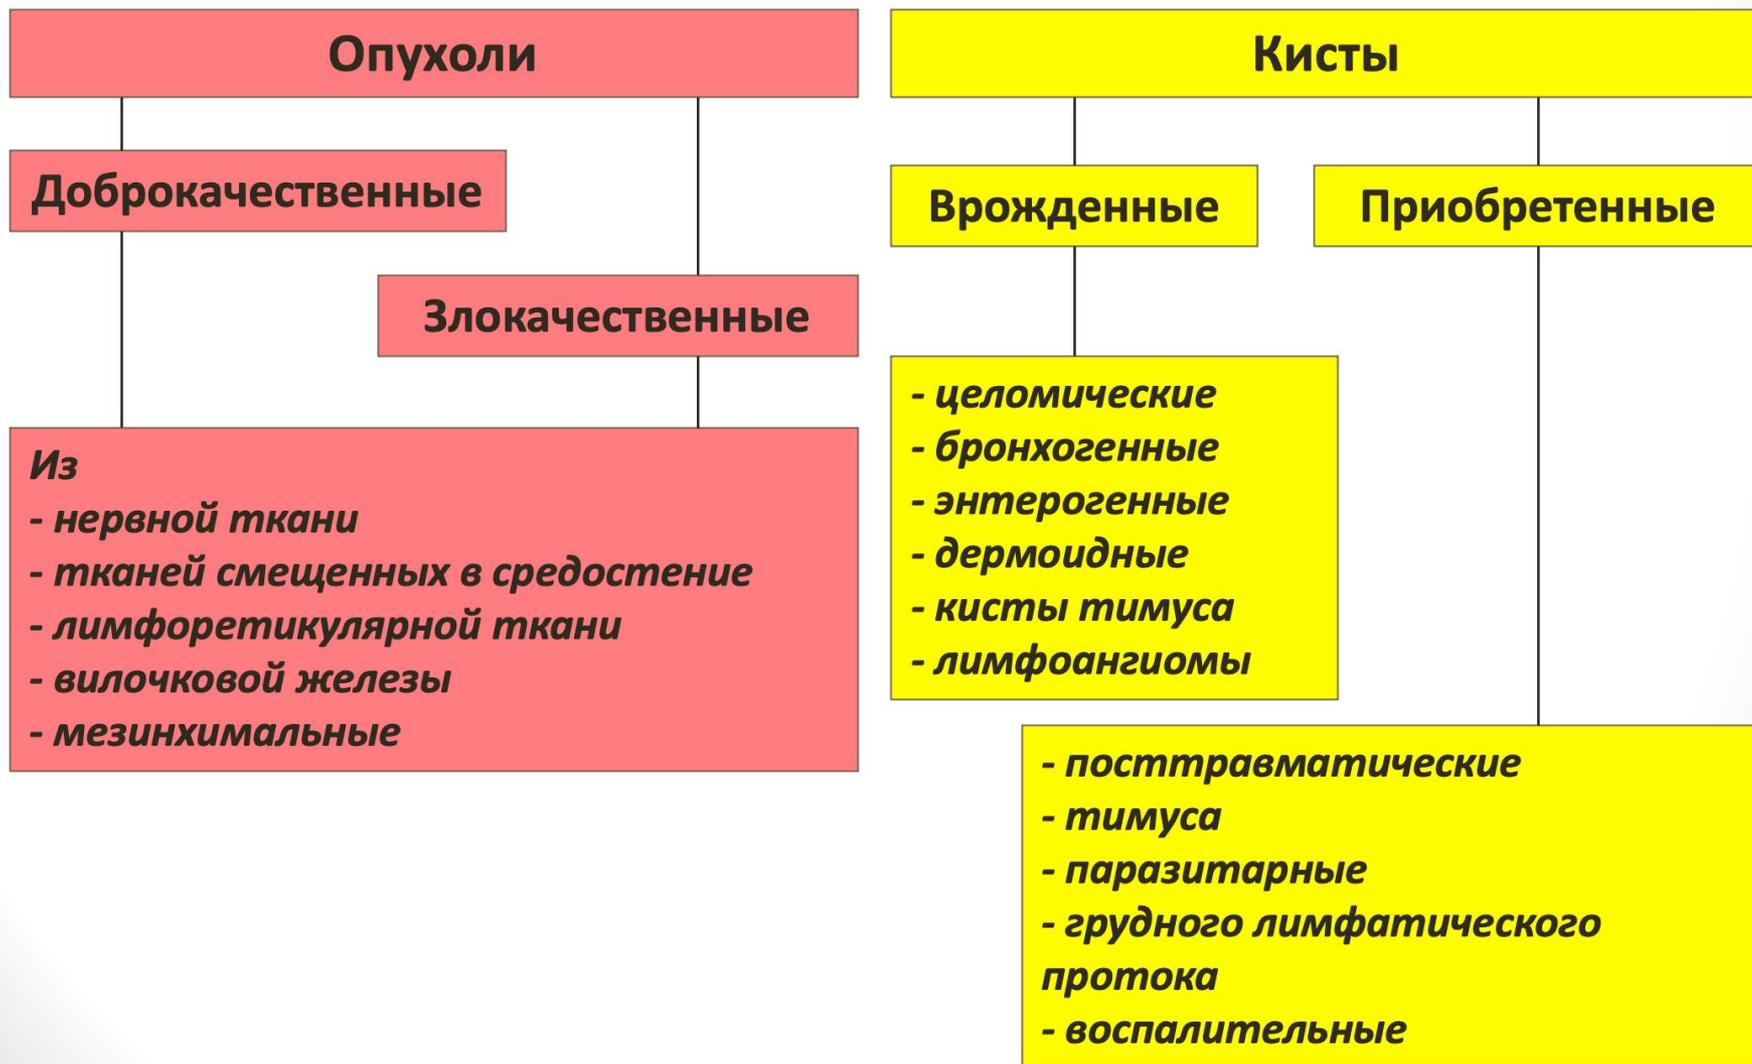 Опухоли
Доброкачественные
Злокачественные
Из
- нервной ткани
- тканей смещенных в средостение
- лимфоретикулярной ткани
- вилочковой железы
- мезинхимальные
Кисты
Врожденные
Приобретенные
- целомические
- бронхогенные
- энтерогенные
- дермоидные
- кисты тимуса
- лимфоангиомы
- посттравматические
- тимуса
- паразитарные
- грудного лимфатического
протока
- воспалительные